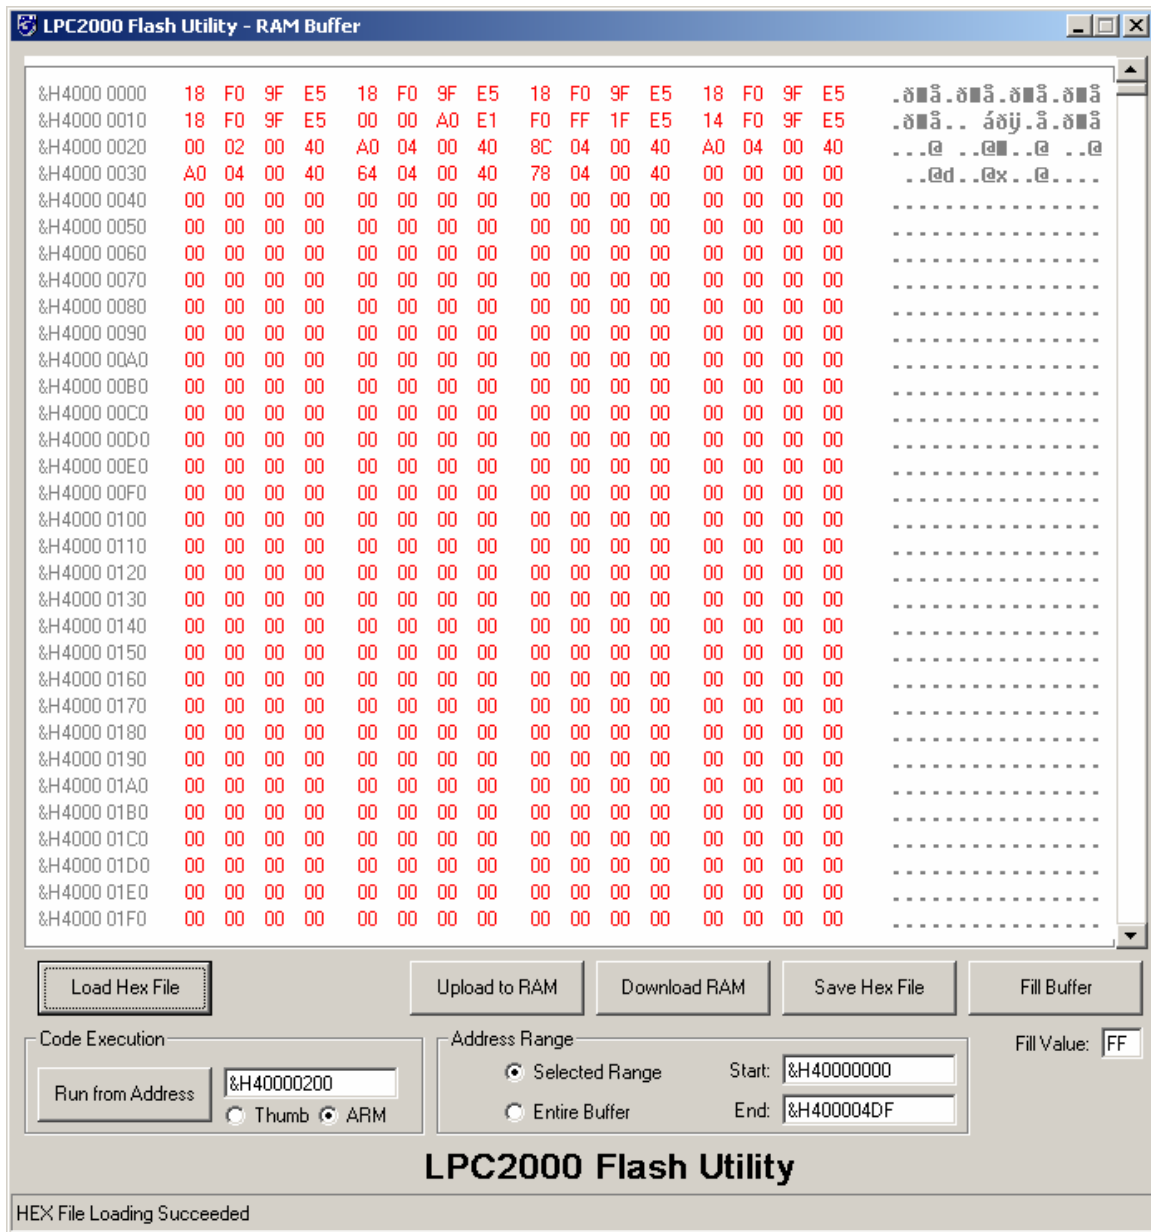 LPC2000 Flash Utility - RAM Buffer
&H4000 0000 18 F0 9F E5 18 F0 9F E5 18 F0 9F E5 18 F0 9F E5 .ð■å.ð■å.ð■å.ð■å
&H4000 0010 18 F0 9F E5 00 00 A0 E1 F0 FF 1F E5 14 F0 9F E5 .ð■å.. áðÿ.å.ð■å
&H4000 0020 00 02 00 40 A0 04 00 40 8C 04 00 40 A0 04 00 40 ...@ ..@■..@ ..@
&H4000 0030 A0 04 00 40 64 04 00 40 78 04 00 40 00 00 00 00 ..@d..@x..@....
&H4000 0040 00 00 00 00 00 00 00 00 00 00 00 00 00 00 00 00 ................
&H4000 0050 00 00 00 00 00 00 00 00 00 00 00 00 00 00 00 00 ................
&H4000 0060 00 00 00 00 00 00 00 00 00 00 00 00 00 00 00 00 ................
&H4000 0070 00 00 00 00 00 00 00 00 00 00 00 00 00 00 00 00 ................
&H4000 0080 00 00 00 00 00 00 00 00 00 00 00 00 00 00 00 00 ................
&H4000 0090 00 00 00 00 00 00 00 00 00 00 00 00 00 00 00 00 ................
&H4000 00A0 00 00 00 00 00 00 00 00 00 00 00 00 00 00 00 00 ................
&H4000 00B0 00 00 00 00 00 00 00 00 00 00 00 00 00 00 00 00 ................
&H4000 00C0 00 00 00 00 00 00 00 00 00 00 00 00 00 00 00 00 ................
&H4000 00D0 00 00 00 00 00 00 00 00 00 00 00 00 00 00 00 00 ................
&H4000 00E0 00 00 00 00 00 00 00 00 00 00 00 00 00 00 00 00 ................
&H4000 00F0 00 00 00 00 00 00 00 00 00 00 00 00 00 00 00 00 ................
&H4000 0100 00 00 00 00 00 00 00 00 00 00 00 00 00 00 00 00 ................
&H4000 0110 00 00 00 00 00 00 00 00 00 00 00 00 00 00 00 00 ................
&H4000 0120 00 00 00 00 00 00 00 00 00 00 00 00 00 00 00 00 ................
&H4000 0130 00 00 00 00 00 00 00 00 00 00 00 00 00 00 00 00 ................
&H4000 0140 00 00 00 00 00 00 00 00 00 00 00 00 00 00 00 00 ................
&H4000 0150 00 00 00 00 00 00 00 00 00 00 00 00 00 00 00 00 ................
&H4000 0160 00 00 00 00 00 00 00 00 00 00 00 00 00 00 00 00 ................
&H4000 0170 00 00 00 00 00 00 00 00 00 00 00 00 00 00 00 00 ................
&H4000 0180 00 00 00 00 00 00 00 00 00 00 00 00 00 00 00 00 ................
&H4000 0190 00 00 00 00 00 00 00 00 00 00 00 00 00 00 00 00 ................
&H4000 01A0 00 00 00 00 00 00 00 00 00 00 00 00 00 00 00 00 ................
&H4000 01B0 00 00 00 00 00 00 00 00 00 00 00 00 00 00 00 00 ................
&H4000 01C0 00 00 00 00 00 00 00 00 00 00 00 00 00 00 00 00 ................
&H4000 01D0 00 00 00 00 00 00 00 00 00 00 00 00 00 00 00 00 ................
&H4000 01E0 00 00 00 00 00 00 00 00 00 00 00 00 00 00 00 00 ................
&H4000 01F0 00 00 00 00 00 00 00 00 00 00 00 00 00 00 00 00 ................
Load Hex File Upload to RAM Download RAM Save Hex File Fill Buffer
Code Execution Address Range Fill Value: FF
Run from Address &H40000200 Selected Range Start: &H40000000
Thumb ARM Entire Buffer End: &H400004DF
LPC2000 Flash Utility
HEX File Loading Succeeded